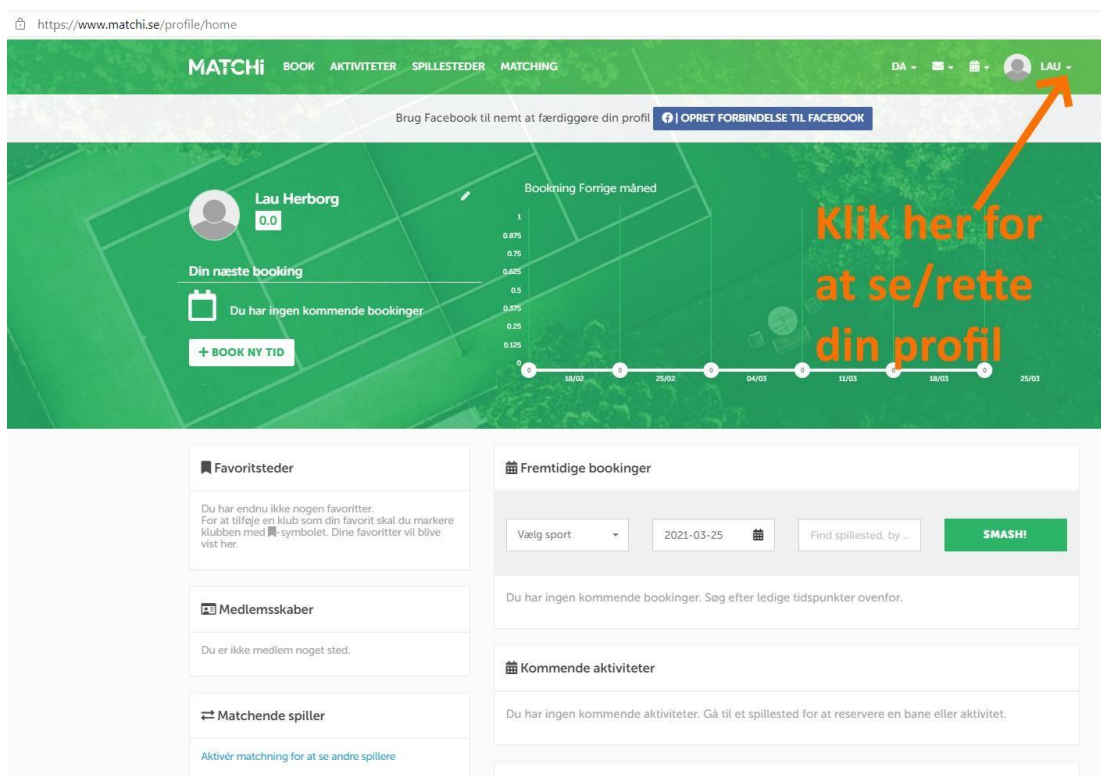 https://www.matchi.se/profile/home
MATCHi BOOK AKTIVITETER SPILLESTEDER MATCHING DA LAU
Brug Facebook til nemt at færdiggøre din profil | OPRET FORBINDELSE TIL FACEBOOK
Lau Herborg
0.0
Din næste booking
Du har ingen kommende bookinger
+ BOOK NY TID
Bookning Forrige måned
1
0.875
0.75
0.625
0.5
0.375
0.25
0.125
0
0 0 0 0 0 0
18/02 25/02 04/03 11/03 18/03 25/03
Klik her for
at se/rette
din profil
Favoritsteder
Du har endnu ikke nogen favoritter.
For at tilføje en klub som din favorit skal du markere
klubben med -symbolet. Dine favoritter vil blive
vist her.
Medlemsskaber
Du er ikke medlem noget sted.
Matchende spiller
Aktivér matchning for at se andre spillere
Fremtidige bookinger
Vælg sport 2021-03-25 Find spillested, by .. SMASH!
Du har ingen kommende bookinger. Søg efter ledige tidspunkter ovenfor.
Kommende aktiviteter
Du har ingen kommende aktiviteter. Gå til et spillested for at reservere en bane eller aktivitet.